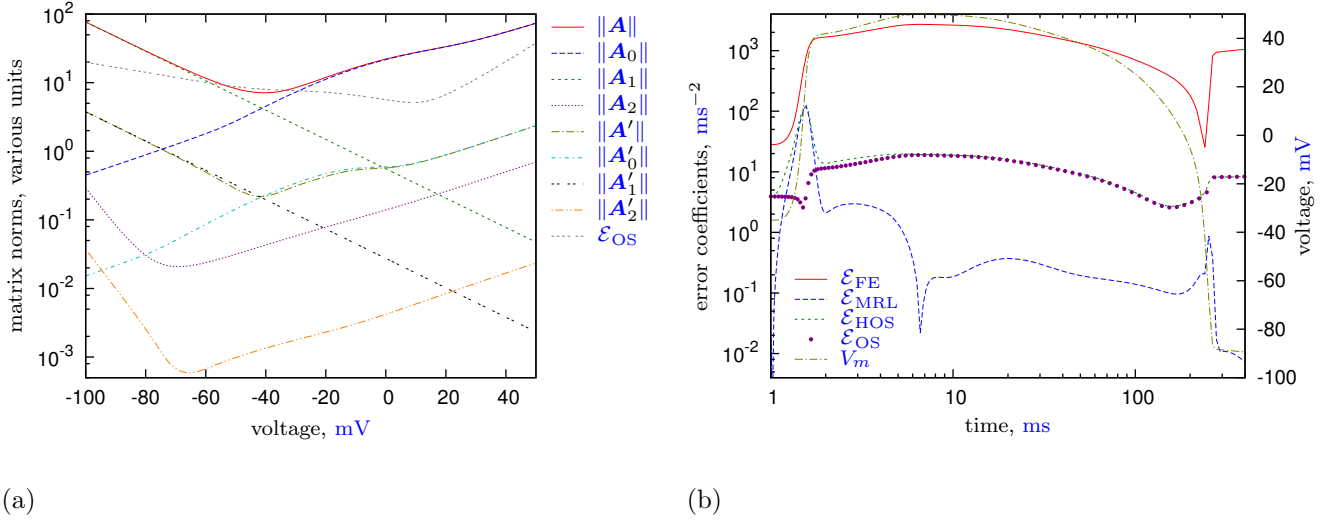 matrix norms, various units
10²
10¹
10⁰
10⁻¹
10⁻²
10⁻³
-100 -80 -60 -40 -20 0 20 40
voltage, mV
‖A‖
‖A₀‖
‖A₁‖
‖A₂‖
‖A′‖
‖A′₀‖
‖A′₁‖
‖A′₂‖
ℰ_OS
(a)
error coefficients, ms⁻²
10³
10²
10¹
10⁰
10⁻¹
10⁻²
ℰ_FE
ℰ_MRL
ℰ_HOS
ℰ_OS
V_m
1 10 100
time, ms
40
20
0
-20
-40
-60
-80
-100
voltage, mV
(b)